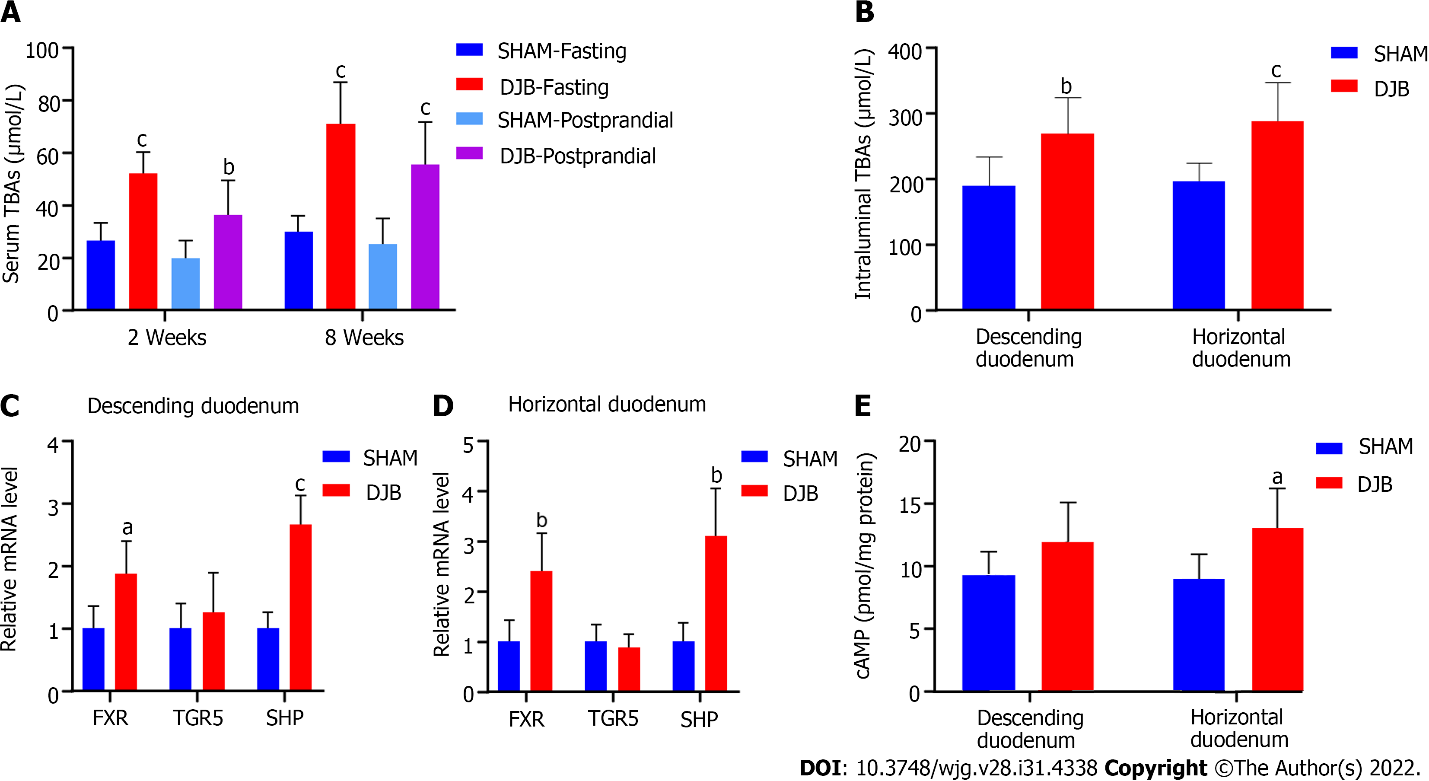 A
Serum TBAs (μmol/L)
100
80
60
40
20
0
c
b
c
c
2 Weeks
8 Weeks
SHAM-Fasting
DJB-Fasting
SHAM-Postprandial
DJB-Postprandial
B
Intraluminal TBAs (μmol/L)
400
300
200
100
0
b
c
Descending
duodenum
Horizontal
duodenum
SHAM
DJB
C
Descending duodenum
Relative mRNA level
4
3
2
1
0
a
c
FXR
TGR5
SHP
SHAM
DJB
D
Horizontal duodenum
Relative mRNA level
5
4
3
2
1
0
b
b
FXR
TGR5
SHP
SHAM
DJB
E
cAMP (pmol/mg protein)
20
15
10
5
0
a
Descending
duodenum
Horizontal
duodenum
SHAM
DJB
DOI: 10.3748/wjg.v28.i31.4338 Copyright ©The Author(s) 2022.